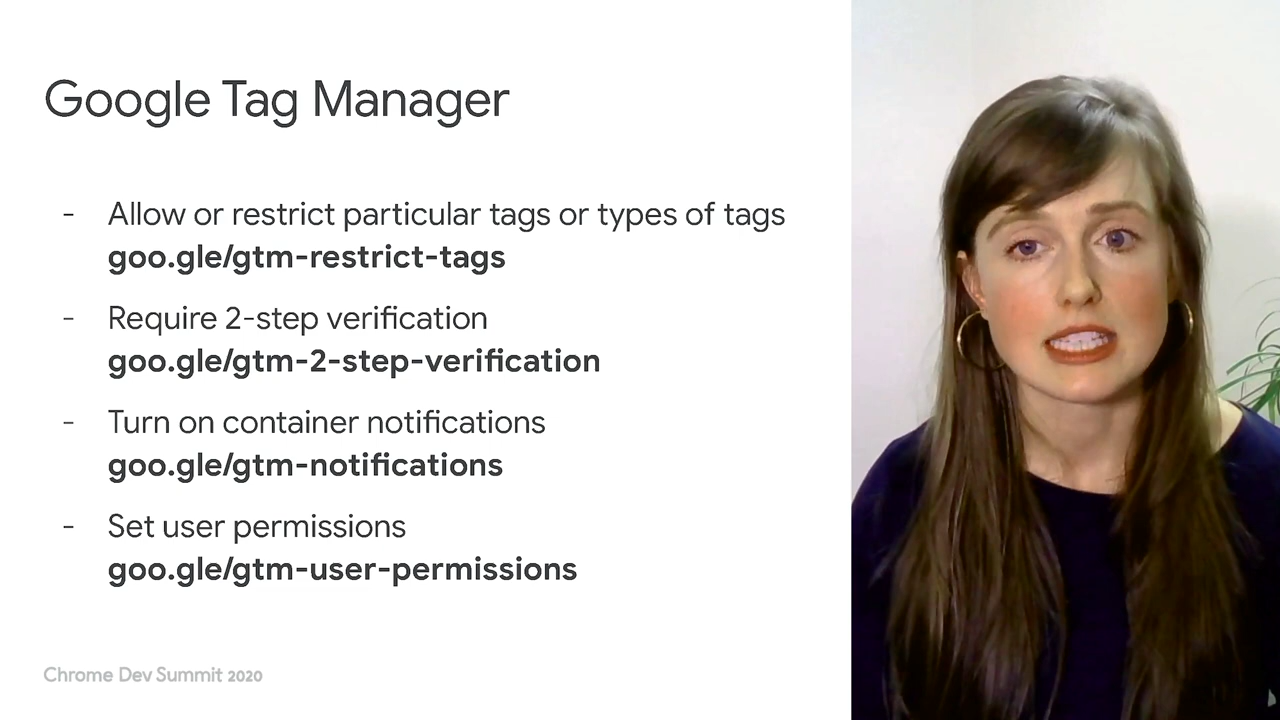 Google Tag Manager
- Allow or restrict particular tags or types of tags
goo.gle/gtm-restrict-tags
- Require 2-step verification
goo.gle/gtm-2-step-verification
- Turn on container notifications
goo.gle/gtm-notifications
- Set user permissions
goo.gle/gtm-user-permissions
Chrome Dev Summit 2020